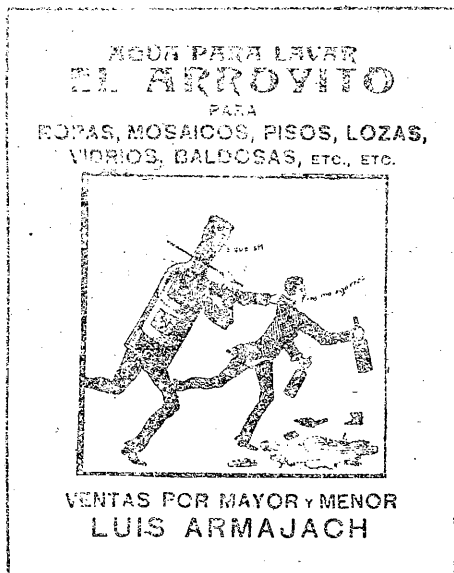 AGUA PARA LAVAR
EL ARROYITO
PARA
ROPAS, MOSAICOS, PISOS, LOZAS,
VIDRIOS, BALDOSAS, ETC., ETC.
VENTAS POR MAYOR Y MENOR
LUIS ARMAJACH